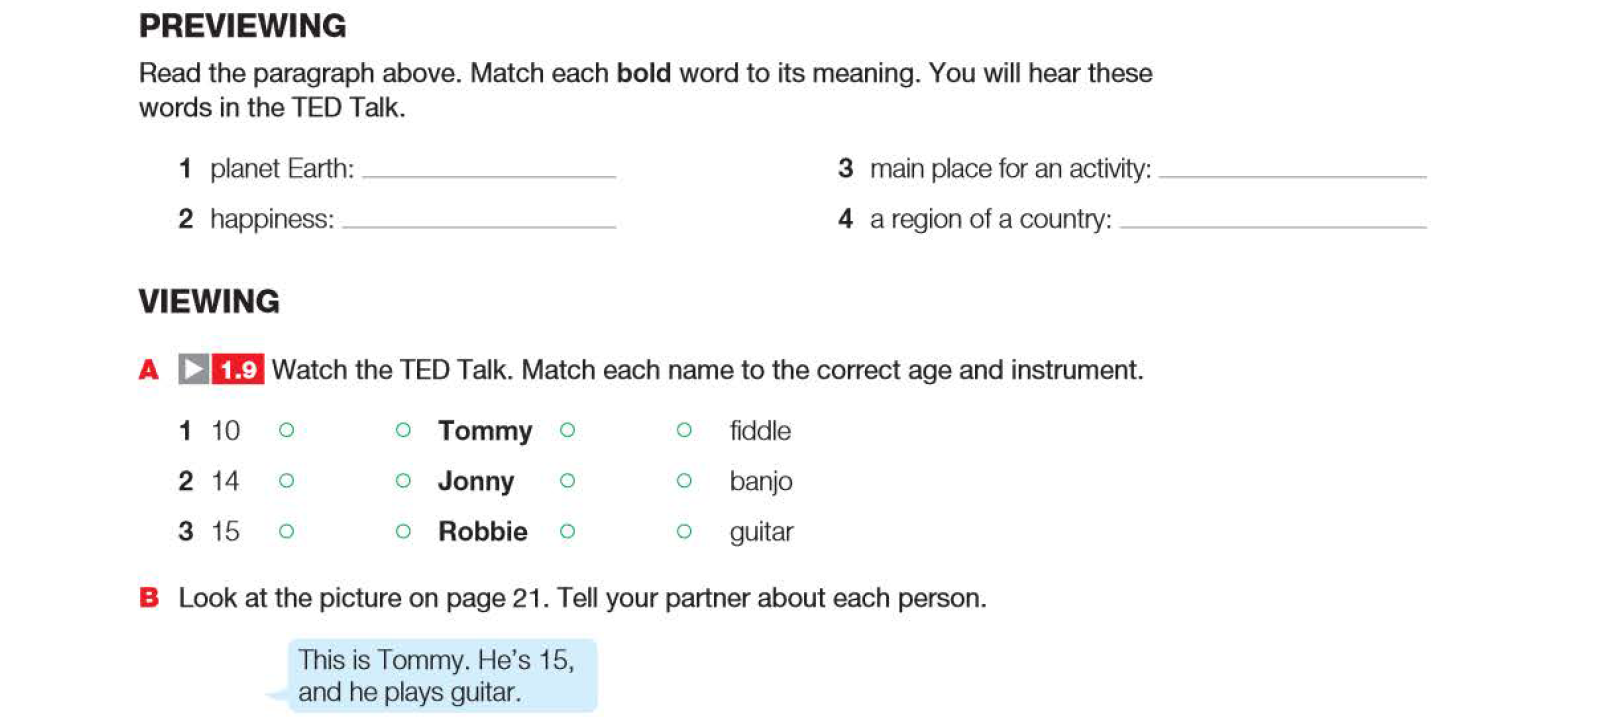 PREVIEWING
Read the paragraph above. Match each bold word to its meaning. You will hear these
words in the TED Talk.
1 planet Earth: ____________________
3 main place for an activity: ____________________
2 happiness: ____________________
4 a region of a country: ____________________
VIEWING
A 1.9 Watch the TED Talk. Match each name to the correct age and instrument.
1 10 Tommy fiddle
2 14 Jonny banjo
3 15 Robbie guitar
B Look at the picture on page 21. Tell your partner about each person.
This is Tommy. He’s 15,
and he plays guitar.